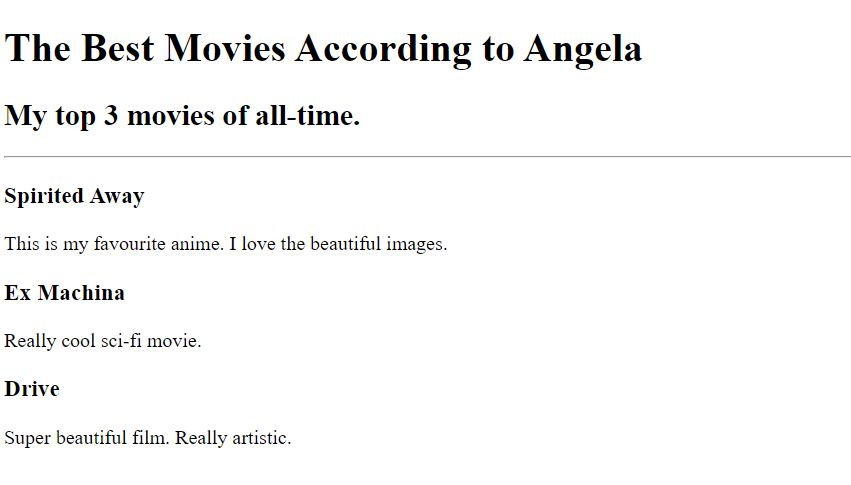 The Best Movies According to Angela
My top 3 movies of all-time.
Spirited Away
This is my favourite anime. I love the beautiful images.
Ex Machina
Really cool sci-fi movie.
Drive
Super beautiful film. Really artistic.